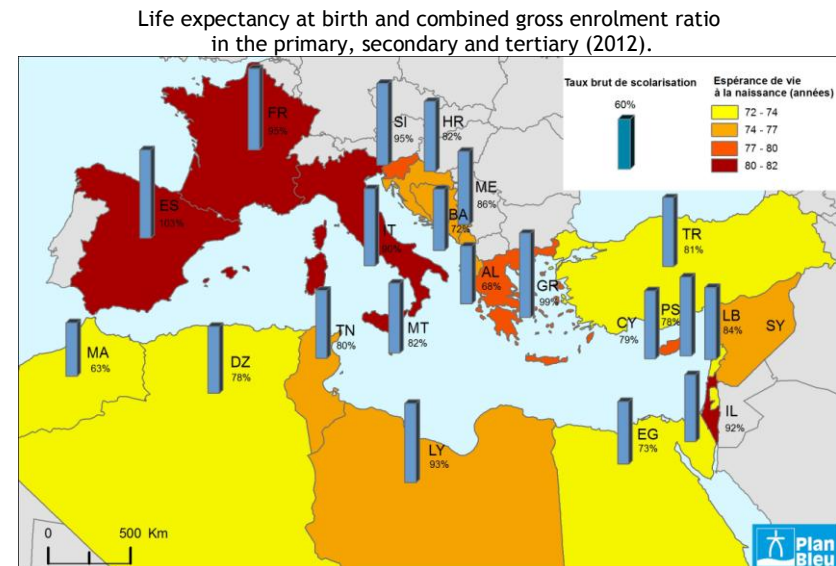 Life expectancy at birth and combined gross enrolment ratio
in the primary, secondary and tertiary (2012).
Taux brut de scolarisation
60%
Espérance de vie
à la naissance (années)
72 - 74
74 - 77
77 - 80
80 - 82
FR
95%
SI
95%
HR
82%
ME
86%
ES
103%
BA
72%
IT
TR
81%
AL
68%
GR
99%
MT
82%
TN
80%
CY
79%
PS
78%
LB
84%
SY
MA
63%
DZ
78%
IL
92%
EG
73%
LY
93%
0 500 Km
Plan
Bleu